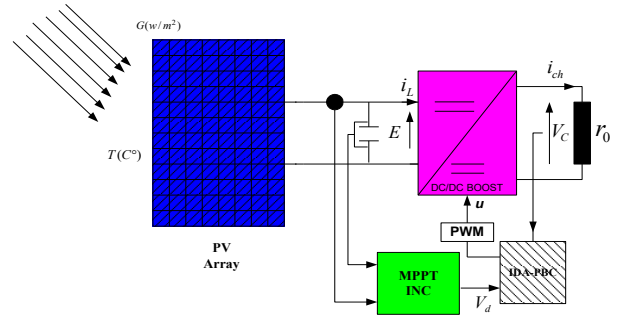 G(w/m²)
T(C°)
PV
Array
i_L
E
DC/DC BOOST
i_ch
V_C
r_0
u
PWM
MPPT
INC
V_d
IDA-PBC